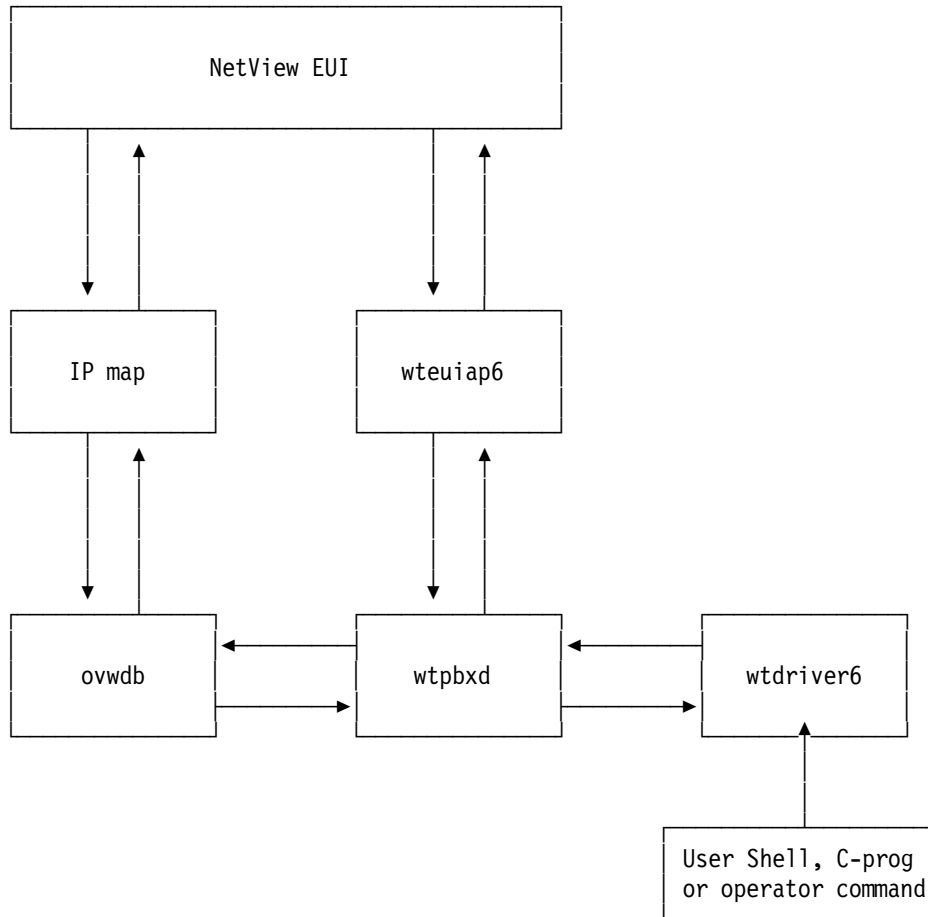 NetView EUI
IP map
wteuiap6
ovwdb
wtpbxd
wtdriver6
User Shell, C-prog
or operator command